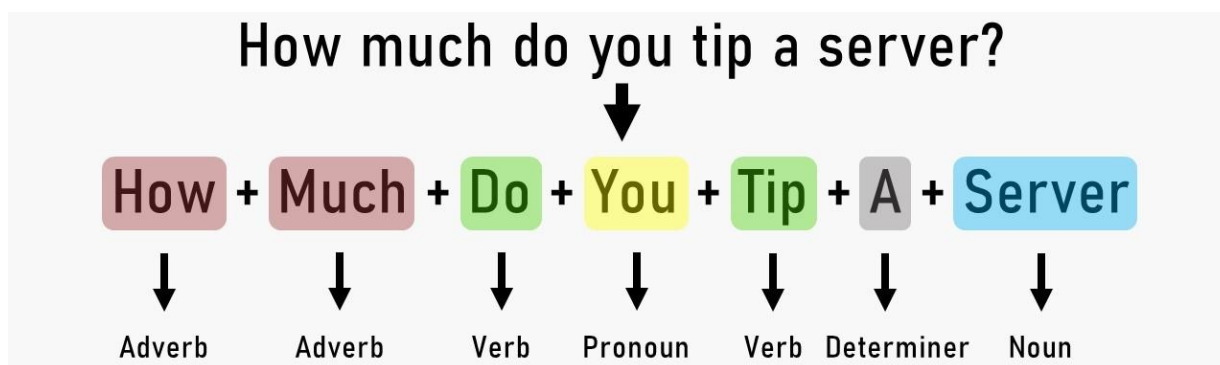 How much do you tip a server?
How + Much + Do + You + Tip + A + Server
Adverb Adverb Verb Pronoun Verb Determiner Noun